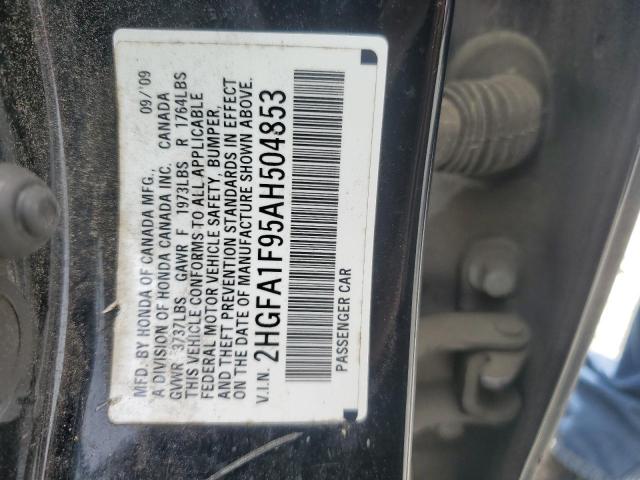 MFD. BY HONDA OF CANADA MFG., 09/'09
A DIVISION OF HONDA CANADA INC. CANADA
GVWR 3737LBS GAWR F 1973LBS R 1764LBS
THIS VEHICLE CONFORMS TO ALL APPLICABLE
FEDERAL MOTOR VEHICLE SAFETY, BUMPER,
AND THEFT PREVENTION STANDARDS IN EFFECT
ON THE DATE OF MANUFACTURE SHOWN ABOVE.
V.I.N. 2HGFA1F95AH504853
PASSENGER CAR